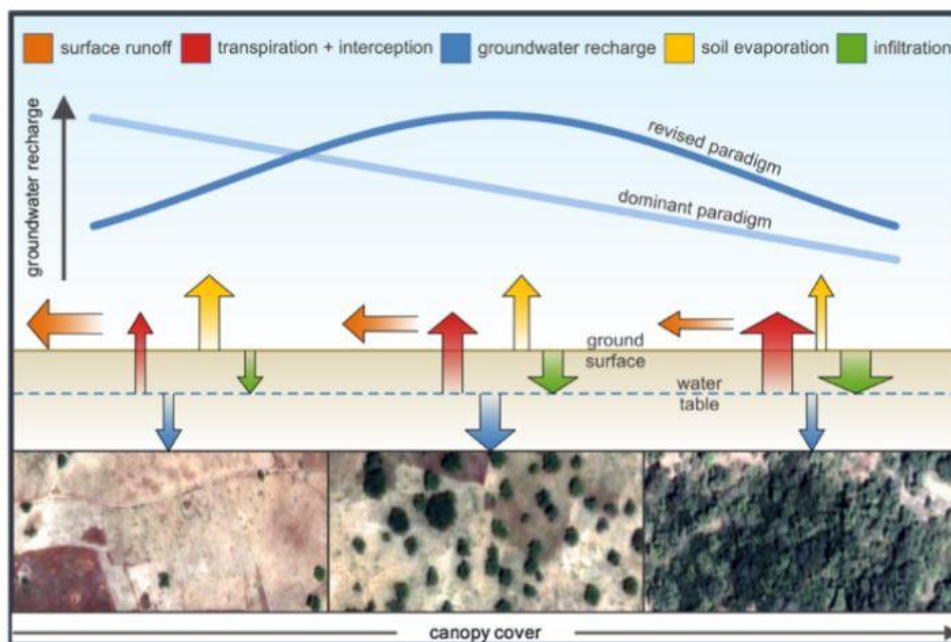 surface runoff transpiration + interception groundwater recharge soil evaporation infiltration
groundwater recharge
revised paradigm
dominant paradigm
ground
surface
water
table
canopy cover